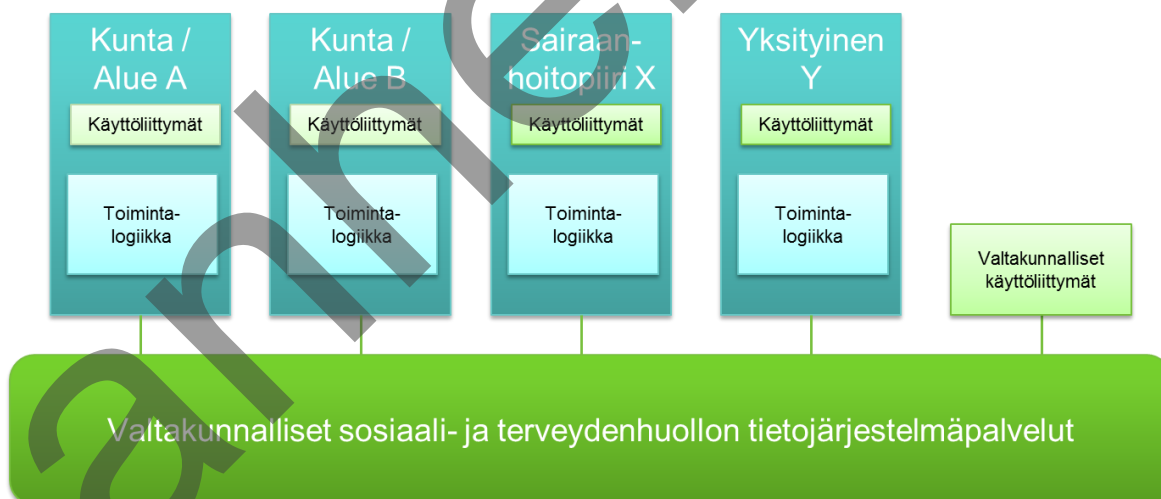 Kunta /
Alue A
Käyttöliittymät
Toiminta-
logiikka
Kunta /
Alue B
Käyttöliittymät
Toiminta-
logiikka
Sairaan-
hoitopiiri X
Käyttöliittymät
Toiminta-
logiikka
Yksityinen
Y
Käyttöliittymät
Toiminta-
logiikka
Valtakunnalliset
käyttöliittymät
Valtakunnalliset sosiaali- ja terveydenhuollon tietojärjestelmäpalvelut